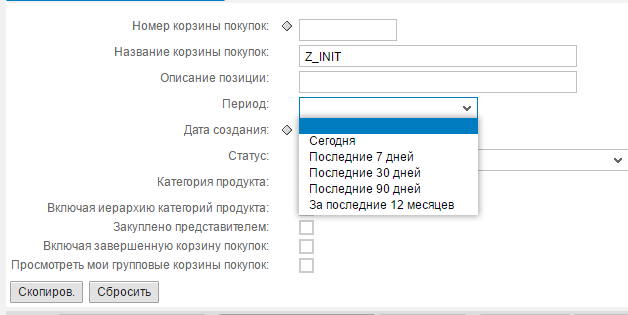 Номер корзины покупок:
Название корзины покупок: Z_INIT
Описание позиции:
Период:
Дата создания:
Сегодня
Статус:
Последние 7 дней
Последние 30 дней
Категория продукта:
Последние 90 дней
За последние 12 месяцев
Включая иерархию категорий продукта:
Закуплено представителем:
Включая завершенную корзину покупок:
Просмотреть мои групповые корзины покупок:
Скопиров. Сбросить